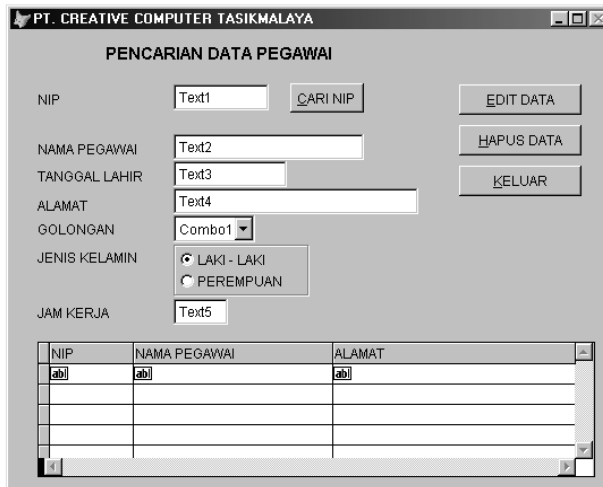 PT. CREATIVE COMPUTER TASIKMALAYA
PENCARIAN DATA PEGAWAI
NIP Text1 CARI NIP EDIT DATA
HAPUS DATA
NAMA PEGAWAI Text2
TANGGAL LAHIR Text3 KELUAR
ALAMAT Text4
GOLONGAN Combo1
JENIS KELAMIN LAKI - LAKI
PEREMPUAN
JAM KERJA Text5
NIP NAMA PEGAWAI ALAMAT
abl abl abl